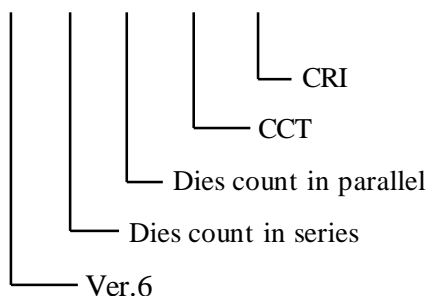 CRI
CCT
Dies count in parallel
Dies count in series
Ver.6